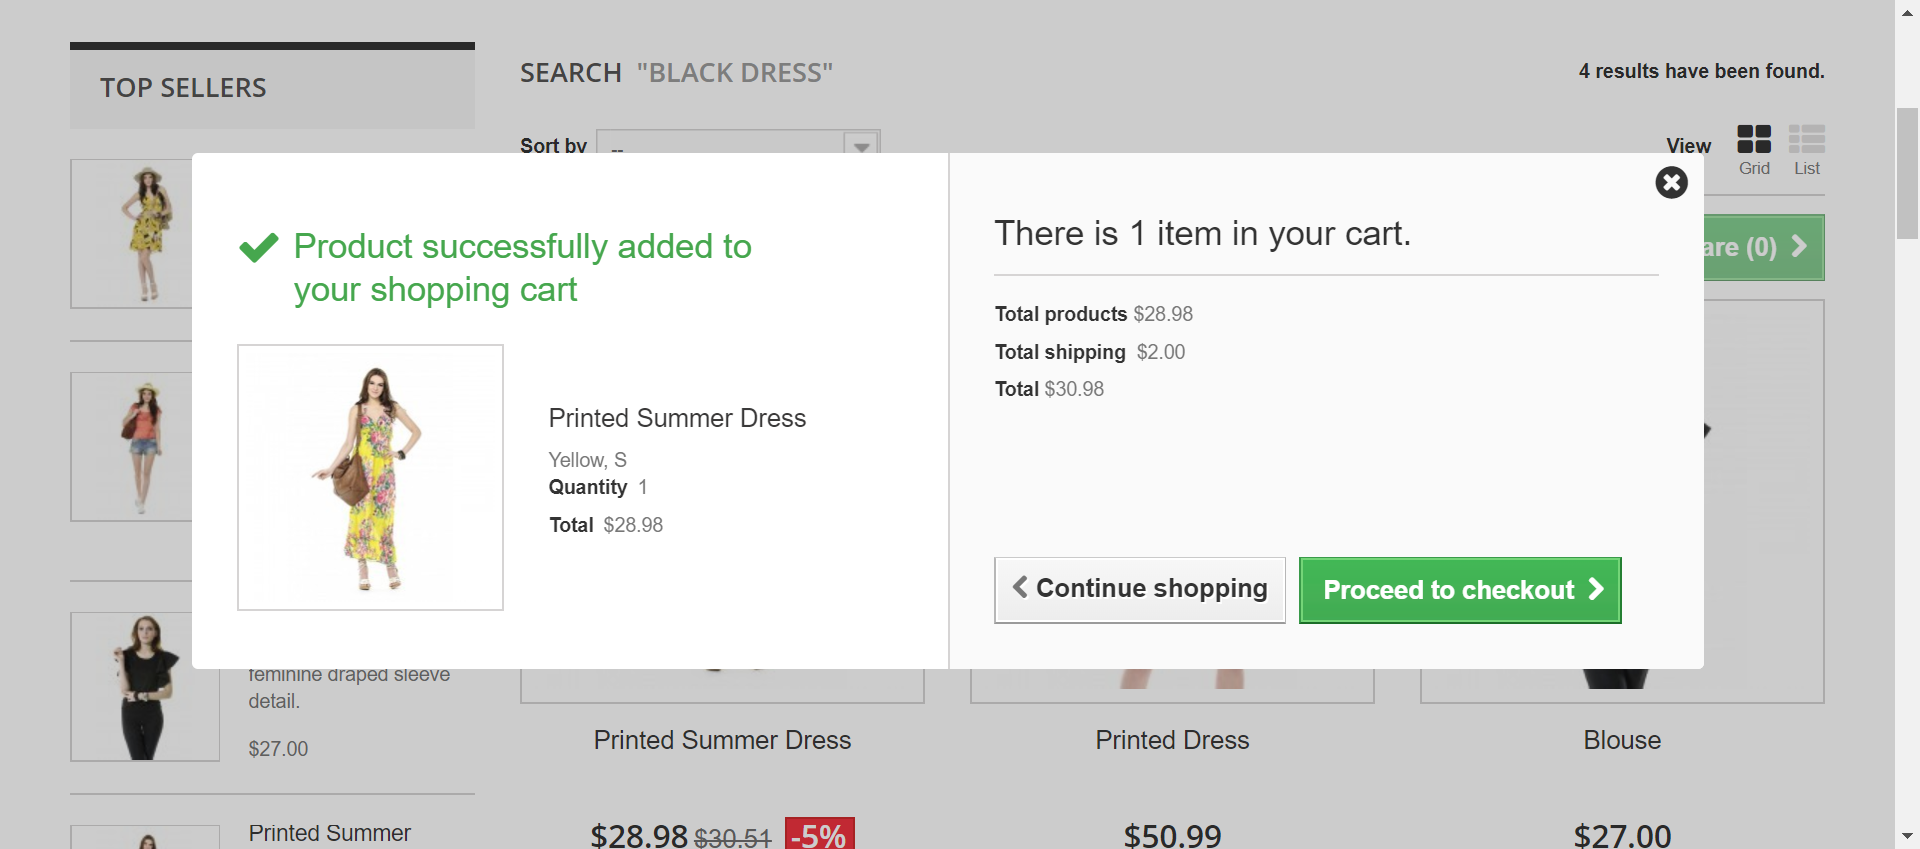 TOP SELLERS
SEARCH "BLACK DRESS"
4 results have been found.
Sort by --
View
Grid List
are (0)
Product successfully added to
your shopping cart
Printed Summer Dress
Yellow, S
Quantity 1
Total $28.98
There is 1 item in your cart.
Total products $28.98
Total shipping $2.00
Total $30.98
Continue shopping
Proceed to checkout
feminine draped sleeve
detail.
$27.00
Printed Summer
Printed Summer Dress
$28.98 $30.51 -5%
Printed Dress
$50.99
Blouse
$27.00